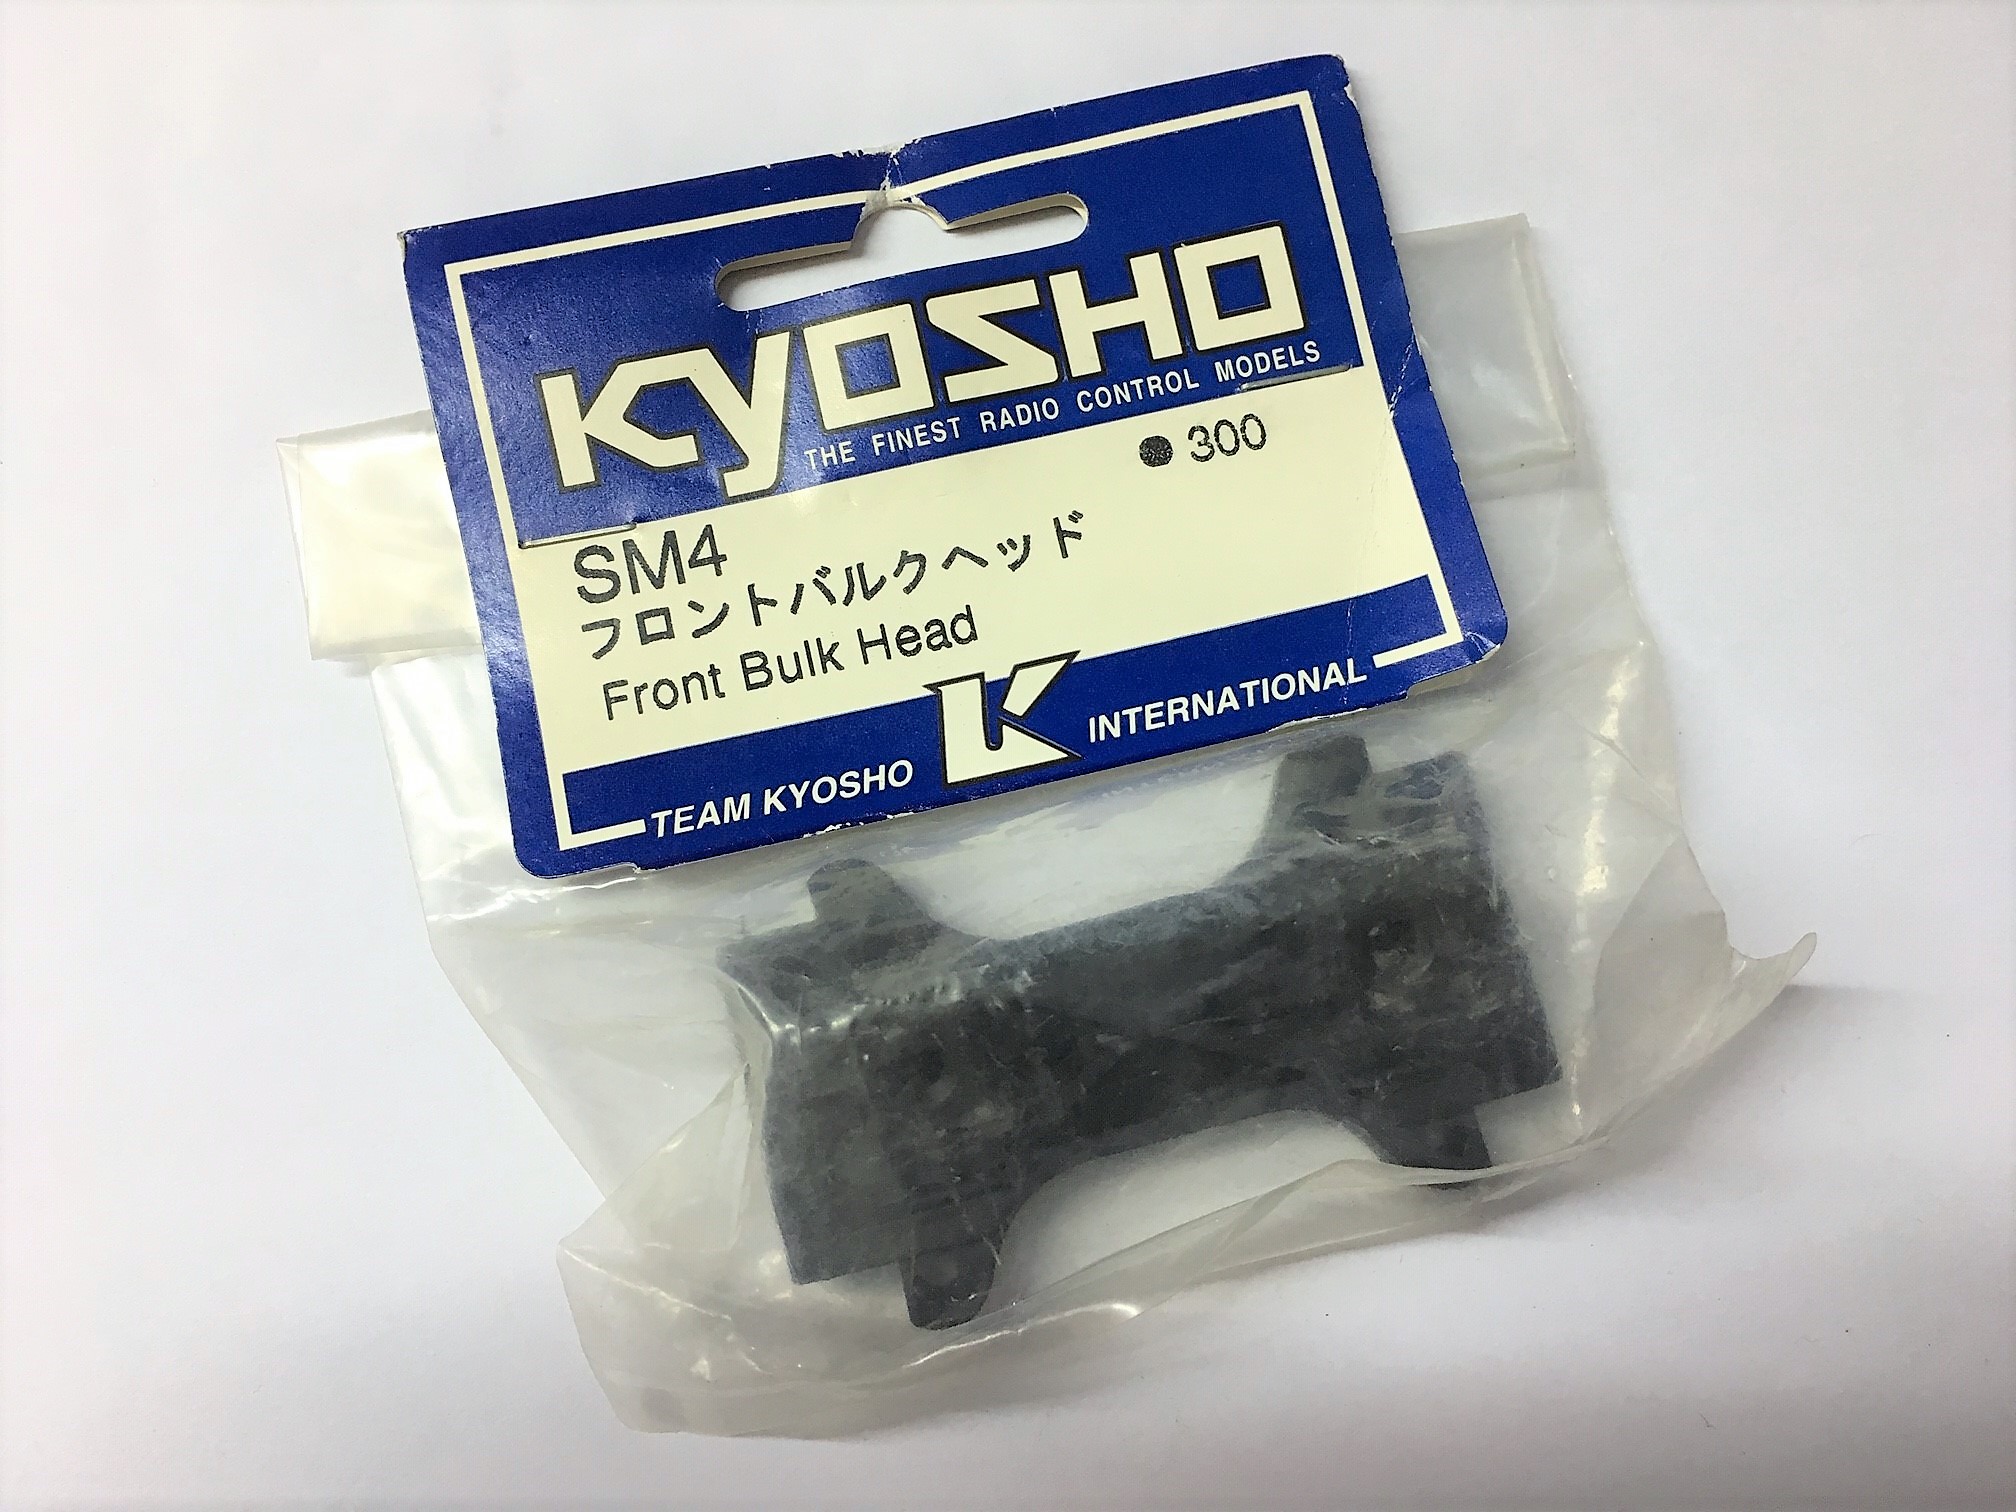 KYOSHO
THE FINEST RADIO CONTROL MODELS
● 300
SM4
フロントバルクヘッド
Front Bulk Head
TEAM KYOSHO K INTERNATIONAL